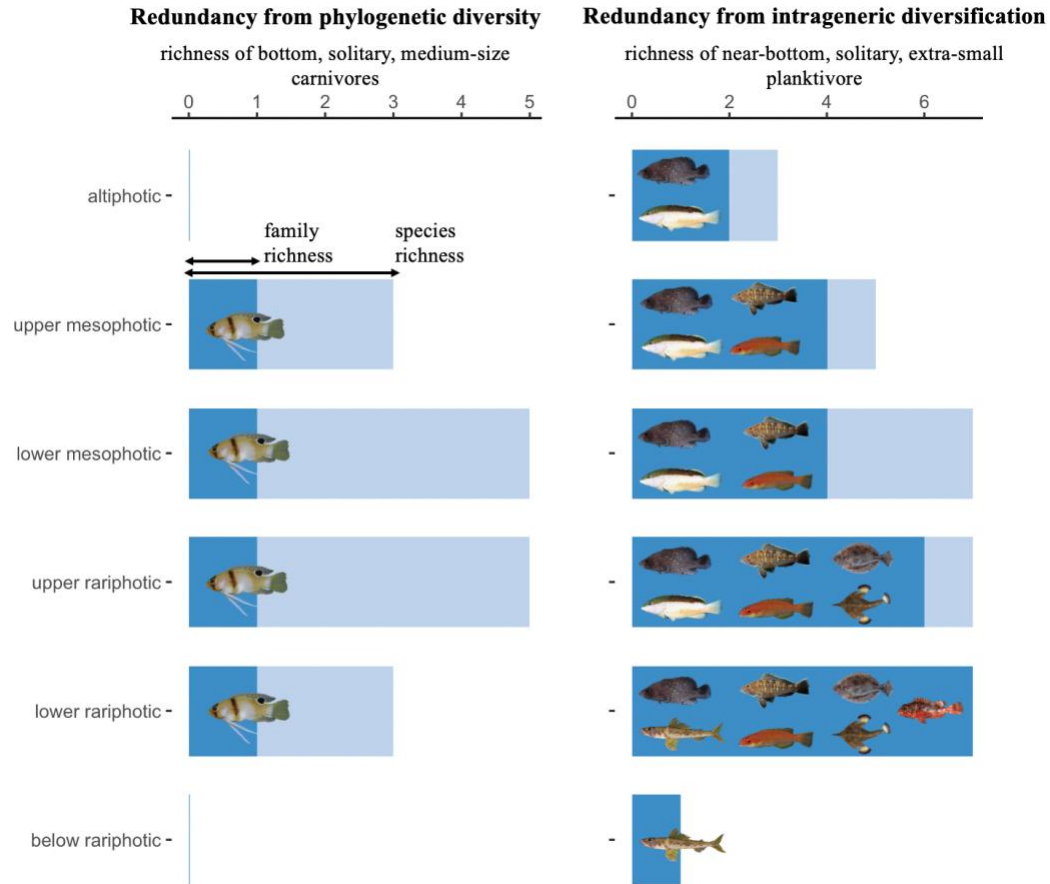 Redundancy from phylogenetic diversity
richness of bottom, solitary, medium-size
carnivores
0 1 2 3 4 5
Redundancy from intrageneric diversification
richness of near-bottom, solitary, extra-small
planktivore
0 2 4 6
altiphotic
family
richness
species
richness
upper mesophotic
lower mesophotic
upper rariphotic
lower rariphotic
below rariphotic